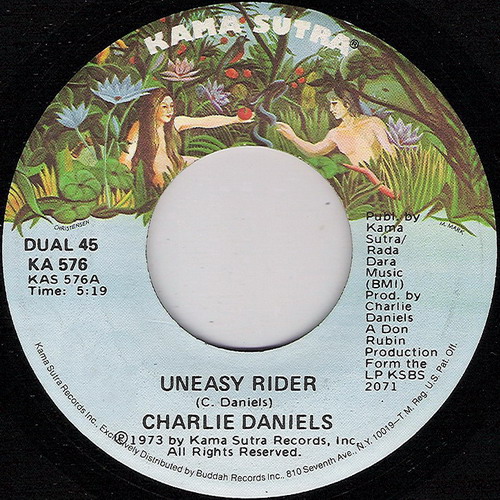 KAMA SUTRA®
CHRISTENSEN
/A. MARK
DUAL 45
KA 576
KAS 576A
Time: 5:19
Publ. by
Kama
Sutra/
Rada
Dara
Music
(BMI)
Prod. by
Charlie
Daniels
A Don
Rubin
Production
Form the
LP KSBS
2071
UNEASY RIDER
(C. Daniels)
CHARLIE DANIELS
Ⓟ1973 by Kama Sutra Records, Inc.
All Rights Reserved.
Kama Sutra Records Inc., Exclusively Distributed by Buddah Records Inc., 810 Seventh Ave., N.Y. 10019–T.M. Reg. U.S. Pat. Off.